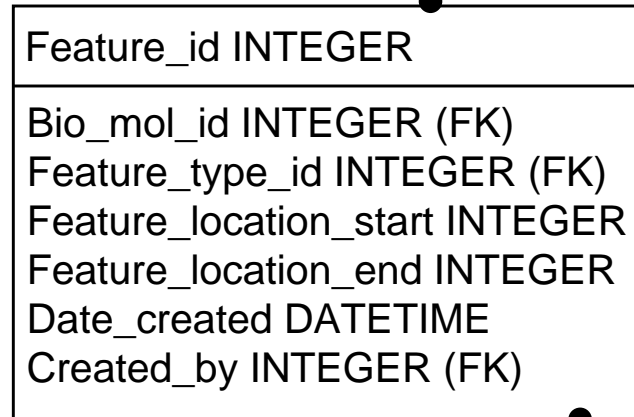 Feature_id INTEGER
Bio_mol_id INTEGER (FK)
Feature_type_id INTEGER (FK)
Feature_location_start INTEGER
Feature_location_end INTEGER
Date_created DATETIME
Created_by INTEGER (FK)